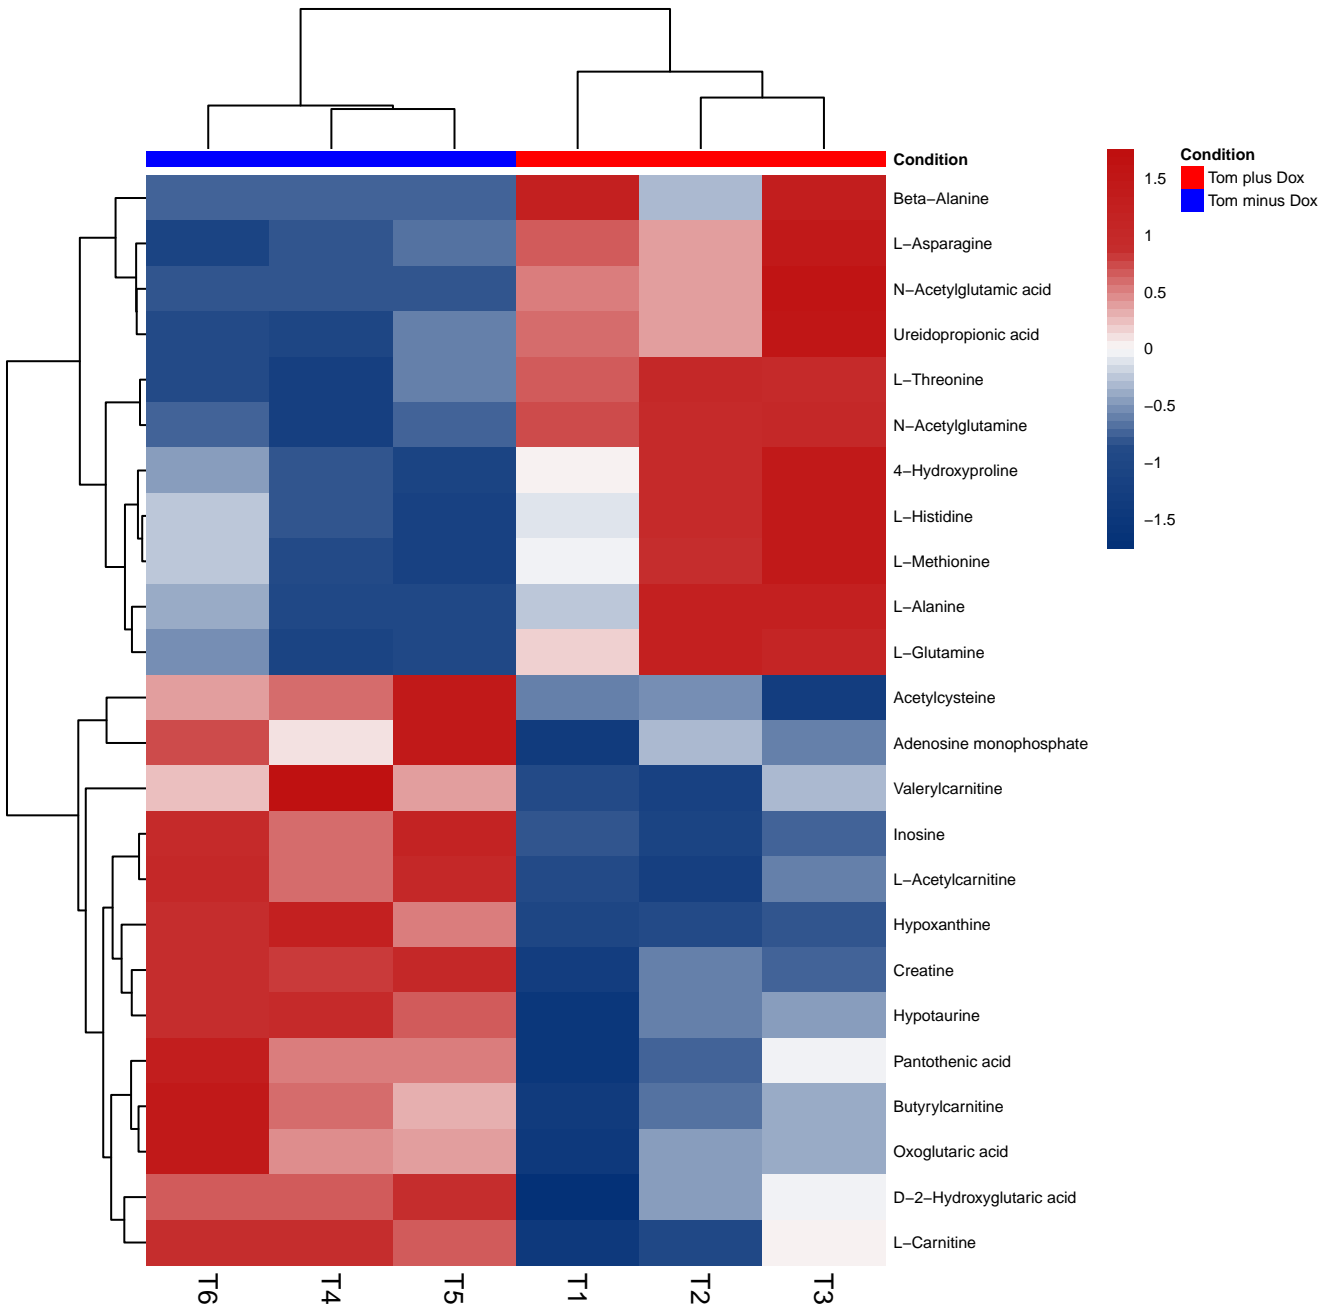 Condition
Beta−Alanine
L−Asparagine
N−Acetylglutamic acid
Ureidopropionic acid
L−Threonine
N−Acetylglutamine
4−Hydroxyproline
L−Histidine
L−Methionine
L−Alanine
L−Glutamine
Acetylcysteine
Adenosine monophosphate
Valerylcarnitine
Inosine
L−Acetylcarnitine
Hypoxanthine
Creatine
Hypotaurine
Pantothenic acid
Butyrylcarnitine
Oxoglutaric acid
D−2−Hydroxyglutaric acid
L−Carnitine
T6
T4
T5
T1
T2
T3
1.5
1
0.5
0
−0.5
−1
−1.5
Condition
Tom plus Dox
Tom minus Dox